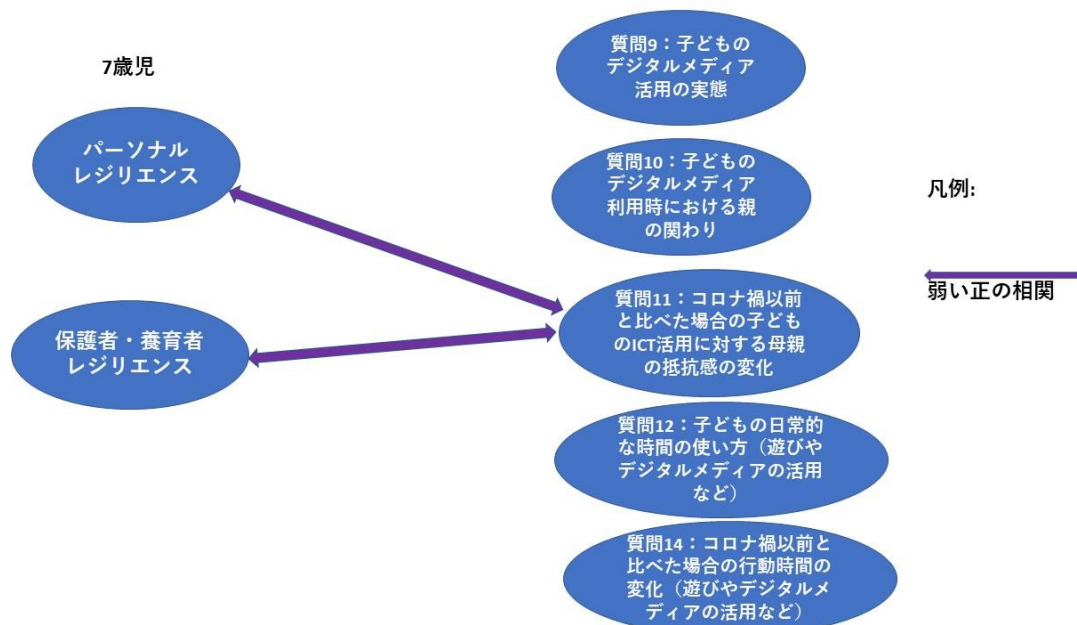 7歳児
パーソナル
レジリエンス
保護者・養育者
レジリエンス
質問9：子どもの
デジタルメディア
活用の実態
質問10：子どもの
デジタルメディア
利用時における親
の関わり
質問11：コロナ禍以前
と比べた場合の子ども
のICT活用に対する母親
の抵抗感の変化
質問12：子どもの日常的
な時間の使い方（遊びや
デジタルメディアの活用
など）
質問14：コロナ禍以前と
比べた場合の行動時間の
変化（遊びやデジタルメ
ディアの活用など）
凡例:
弱い正の相関